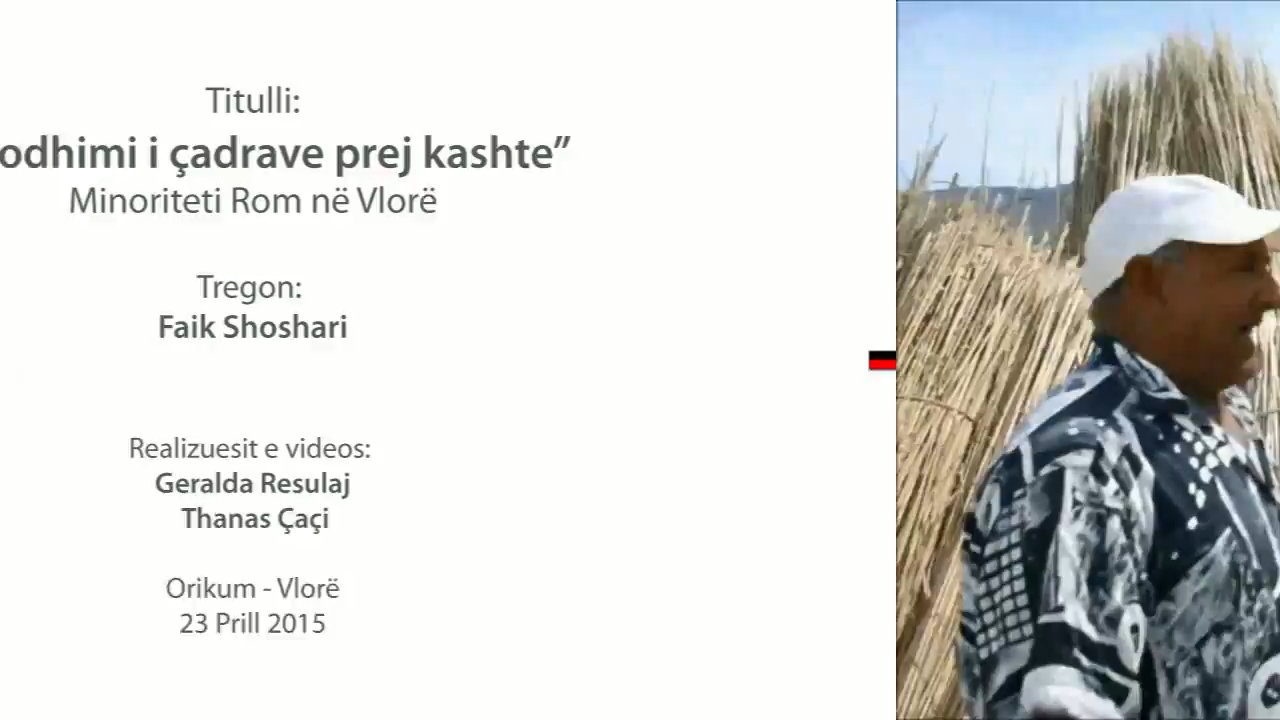 Titulli:
odhimi i çadrave prej kashte”
Minoriteti Rom në Vlorë
Tregon:
Faik Shoshari
Realizuesit e videos:
Geralda Resulaj
Thanas Çaçi
Orikum - Vlorë
23 Prill 2015